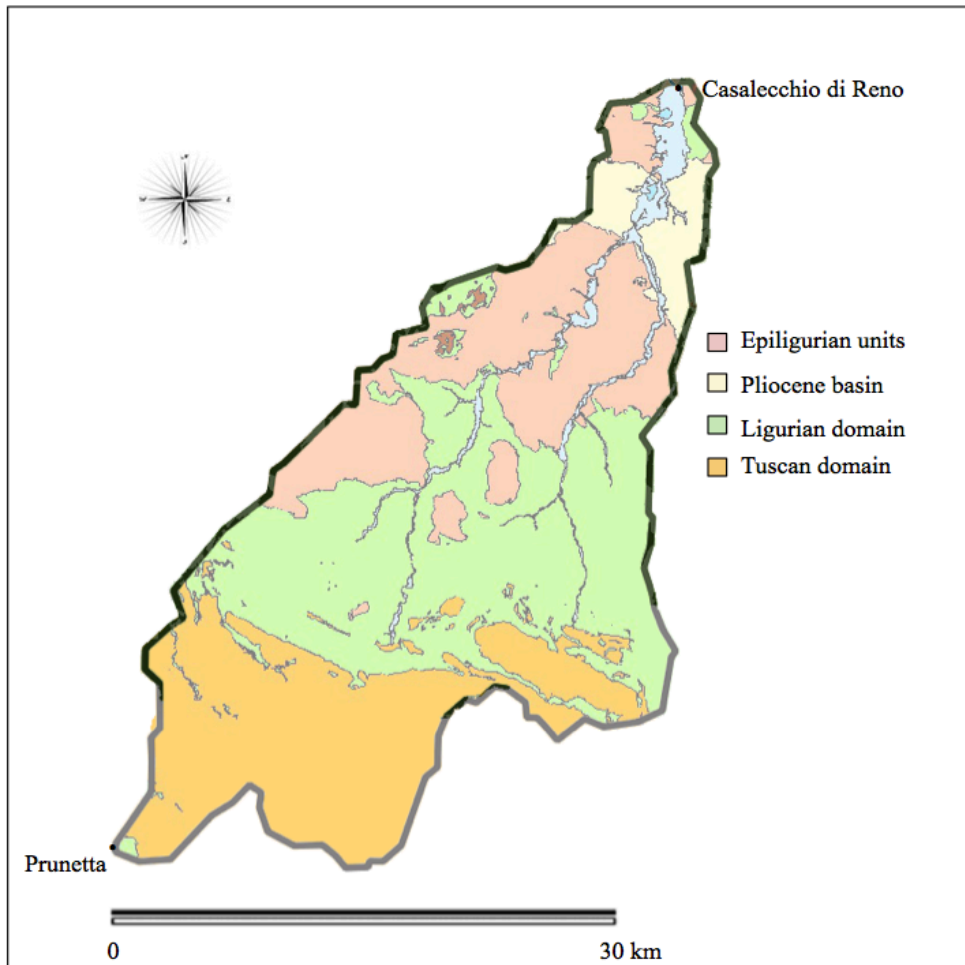 Casalecchio di Reno
Epiligurian units
Pliocene basin
Ligurian domain
Tuscan domain
Prunetta
0
30 km